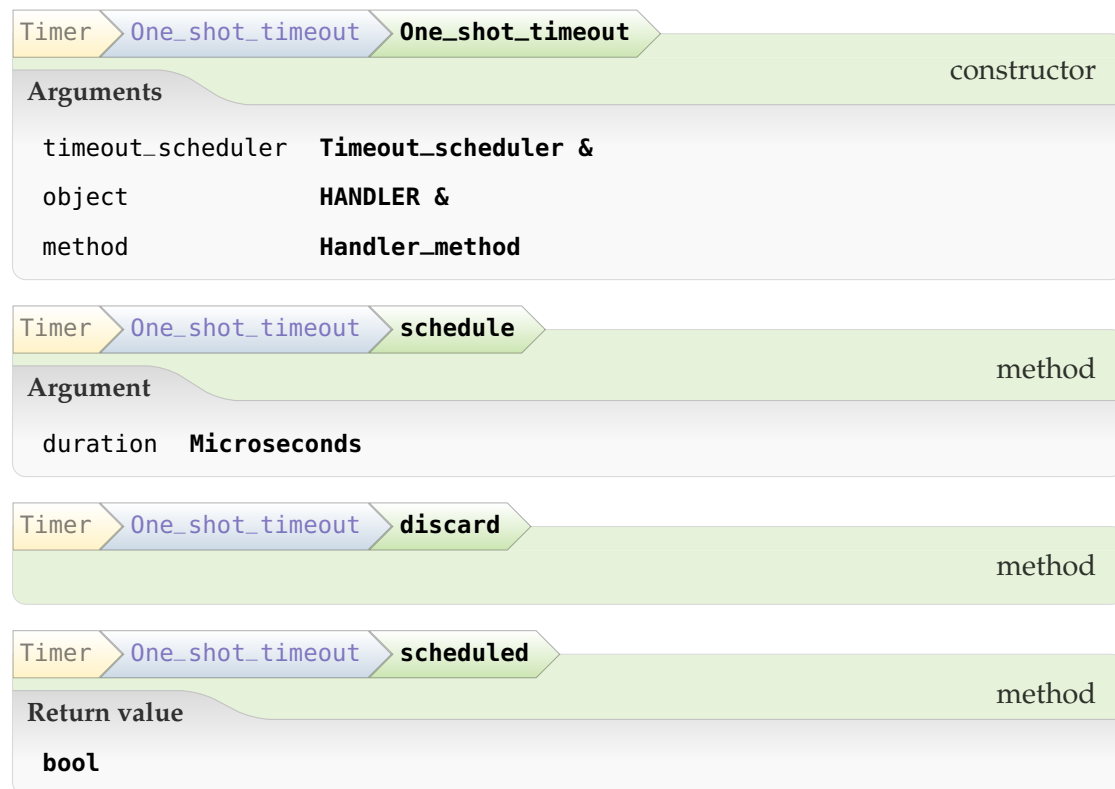 Timer One_shot_timeout One_shot_timeout
constructor
Arguments
timeout_scheduler Timeout_scheduler &
object HANDLER &
method Handler_method
Timer One_shot_timeout schedule
method
Argument
duration Microseconds
Timer One_shot_timeout discard
method
Timer One_shot_timeout scheduled
method
Return value
bool